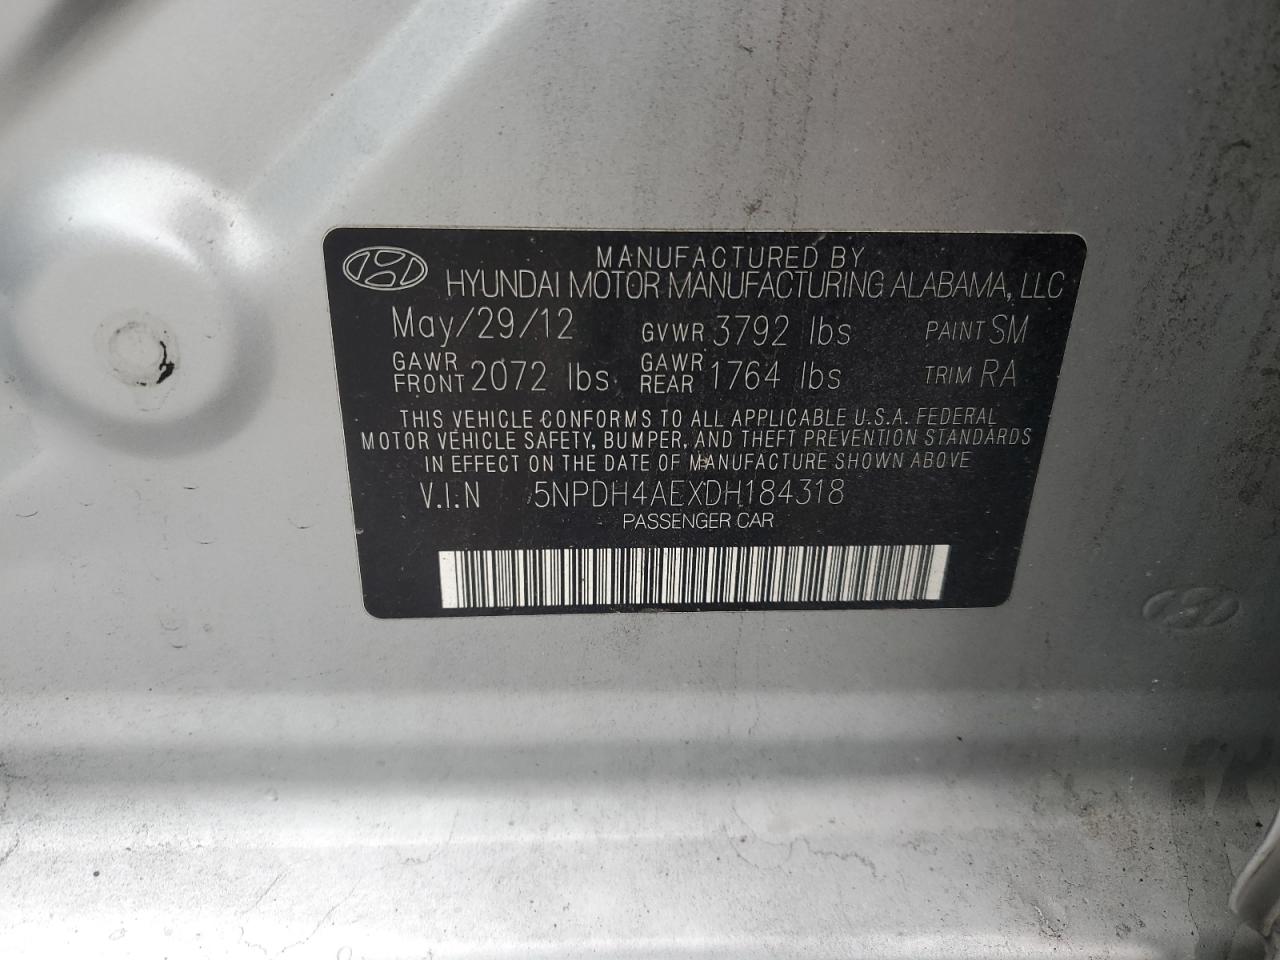 MANUFACTURED BY
HYUNDAI MOTOR MANUFACTURING ALABAMA, LLC
May/29/12 GVWR 3792 lbs PAINT SM
GAWR FRONT 2072 lbs GAWR REAR 1764 lbs TRIM RA
THIS VEHICLE CONFORMS TO ALL APPLICABLE U.S.A. FEDERAL
MOTOR VEHICLE SAFETY, BUMPER, AND THEFT PREVENTION STANDARDS
IN EFFECT ON THE DATE OF MANUFACTURE SHOWN ABOVE
V.I.N 5NPDH4AEXDH184318
PASSENGER CAR